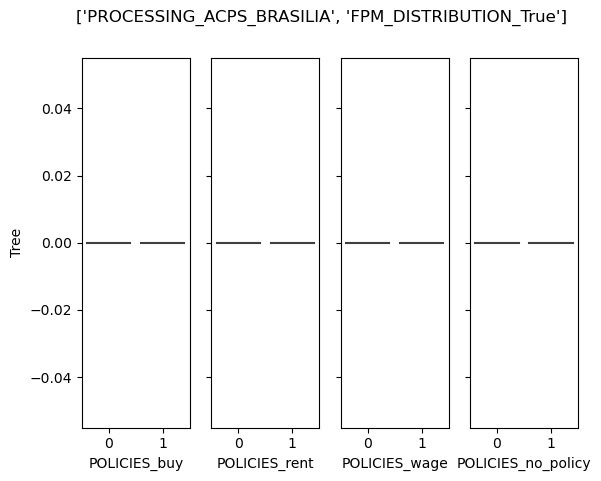 ['PROCESSING_ACPS_BRASILIA', 'FPM_DISTRIBUTION_True']
Tree
0.04
0.02
0.00
−0.02
−0.04
0 1
POLICIES_buy
0 1
POLICIES_rent
0 1
POLICIES_wage
0 1
POLICIES_no_policy